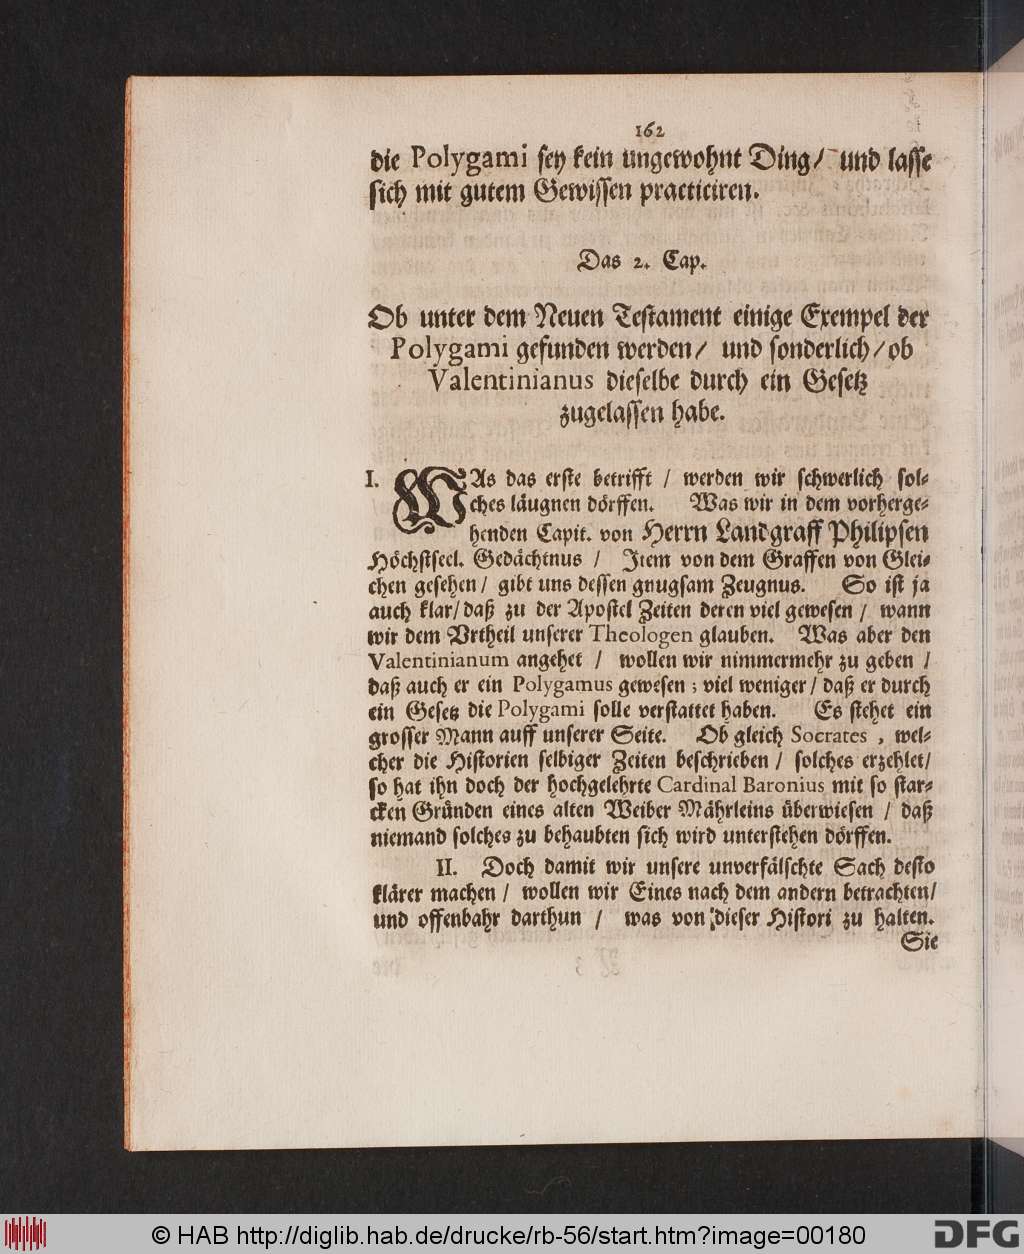 162
die Polygami sey kein ungewohnt Ding/ und lasse
sich mit gutem Gewissen practiciren.
Das 2. Cap.
Ob unter dem Neuen Testament einige Exempel der
Polygami gefunden werden/ und sonderlich/ob
Valentinianus dieselbe durch ein Gesetz
zugelassen habe.
I. WAs das erste betrifft / werden wir schwerlich sol-
ches läugnen dörffen. Was wir in dem vorherge-
henden Capit. von Herrn Landgraff Philipsen
Höchstseel. Gedächtnus / Item von dem Graffen von Glei-
chen gesehen/ gibt uns dessen gnugsam Zeugnus. So ist ja
auch klar/daß zu der Apostel Zeiten deren viel gewesen / wann
wir dem Vrtheil unserer Theologen glauben. Was aber den
Valentinianum angehet / wollen wir nimmermehr zu geben /
daß auch er ein Polygamus gewesen ; viel weniger / daß er durch
ein Gesetz die Polygami solle verstattet haben. Es stehet ein
grosser Mann auff unserer Seite. Ob gleich Socrates , wel-
cher die Historien selbiger Zeiten beschrieben / solches erzehlet/
so hat ihn doch der hochgelehrte Cardinal Baronius mit so star-
cken Gründen eines alten Weiber Mährleins überwiesen / daß
niemand solches zu behaubten sich wird unterstehen dörffen.
II. Doch damit wir unsere unverfälschte Sach desto
klärer machen / wollen wir Eines nach dem andern betrachten/
und offenbahr darthun / was von dieser Histori zu halten.
Sie
© HAB http://diglib.hab.de/drucke/rb-56/start.htm?image=00180
DFG